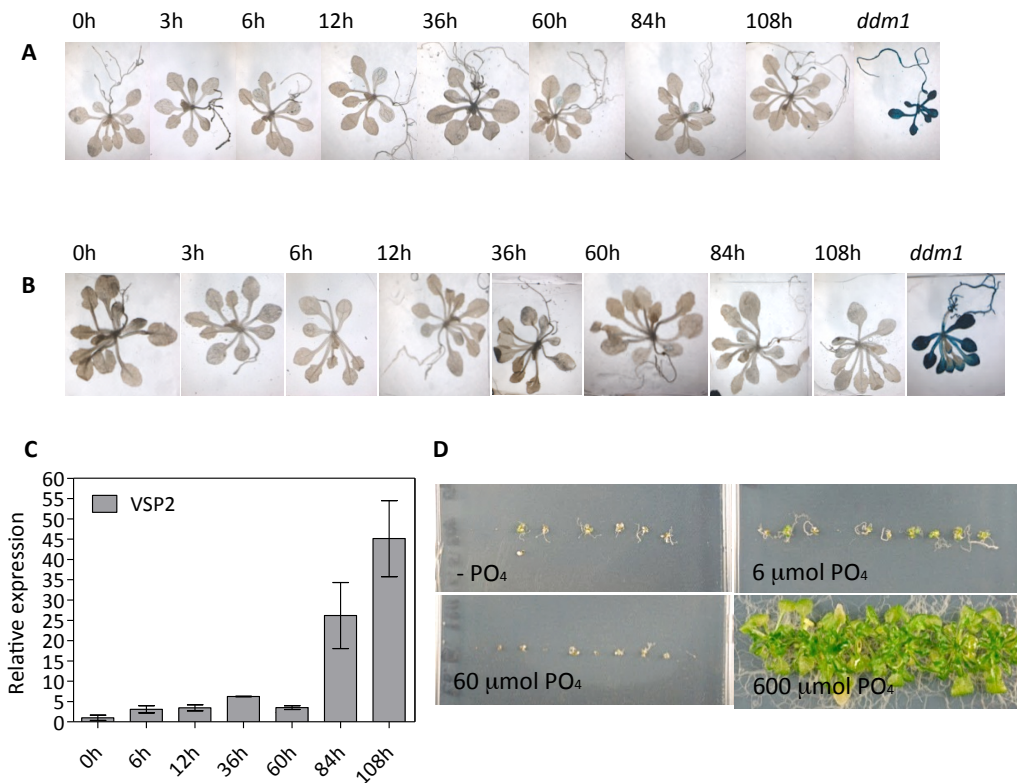 0h 3h 6h 12h 36h 60h 84h 108h ddm1
A
0h 3h 6h 12h 36h 60h 84h 108h ddm1
B
C
D
60
55
50
45
40
35
30
25
20
15
10
5
0
Relative expression
VSP2
0h 6h 12h 36h 60h 84h 108h
- PO₄
6 μmol PO₄
60 μmol PO₄
600 μmol PO₄